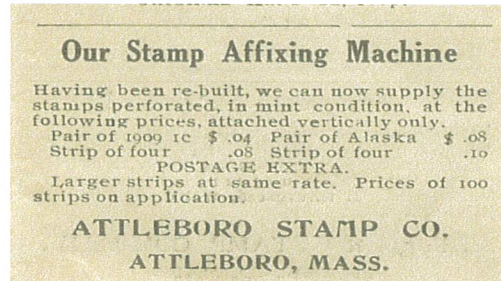 Our Stamp Affixing Machine
Having been re-built, we can now supply the
stamps perforated, in mint condition, at the
following prices, attached vertically only.
Pair of 1909 1c $ .04 Pair of Alaska $ .08
Strip of four .08 Strip of four .10
POSTAGE EXTRA.
Larger strips at same rate. Prices of 100
strips on application.
ATTLEBORO STAMP CO.
ATTLEBORO, MASS.